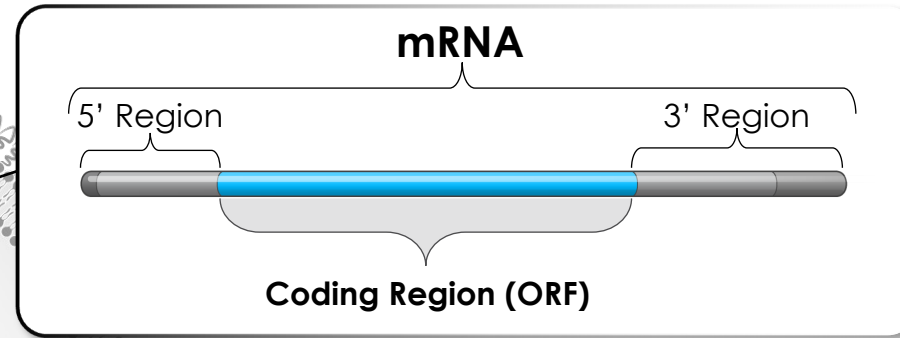 mRNA
5’ Region
3’ Region
Coding Region (ORF)